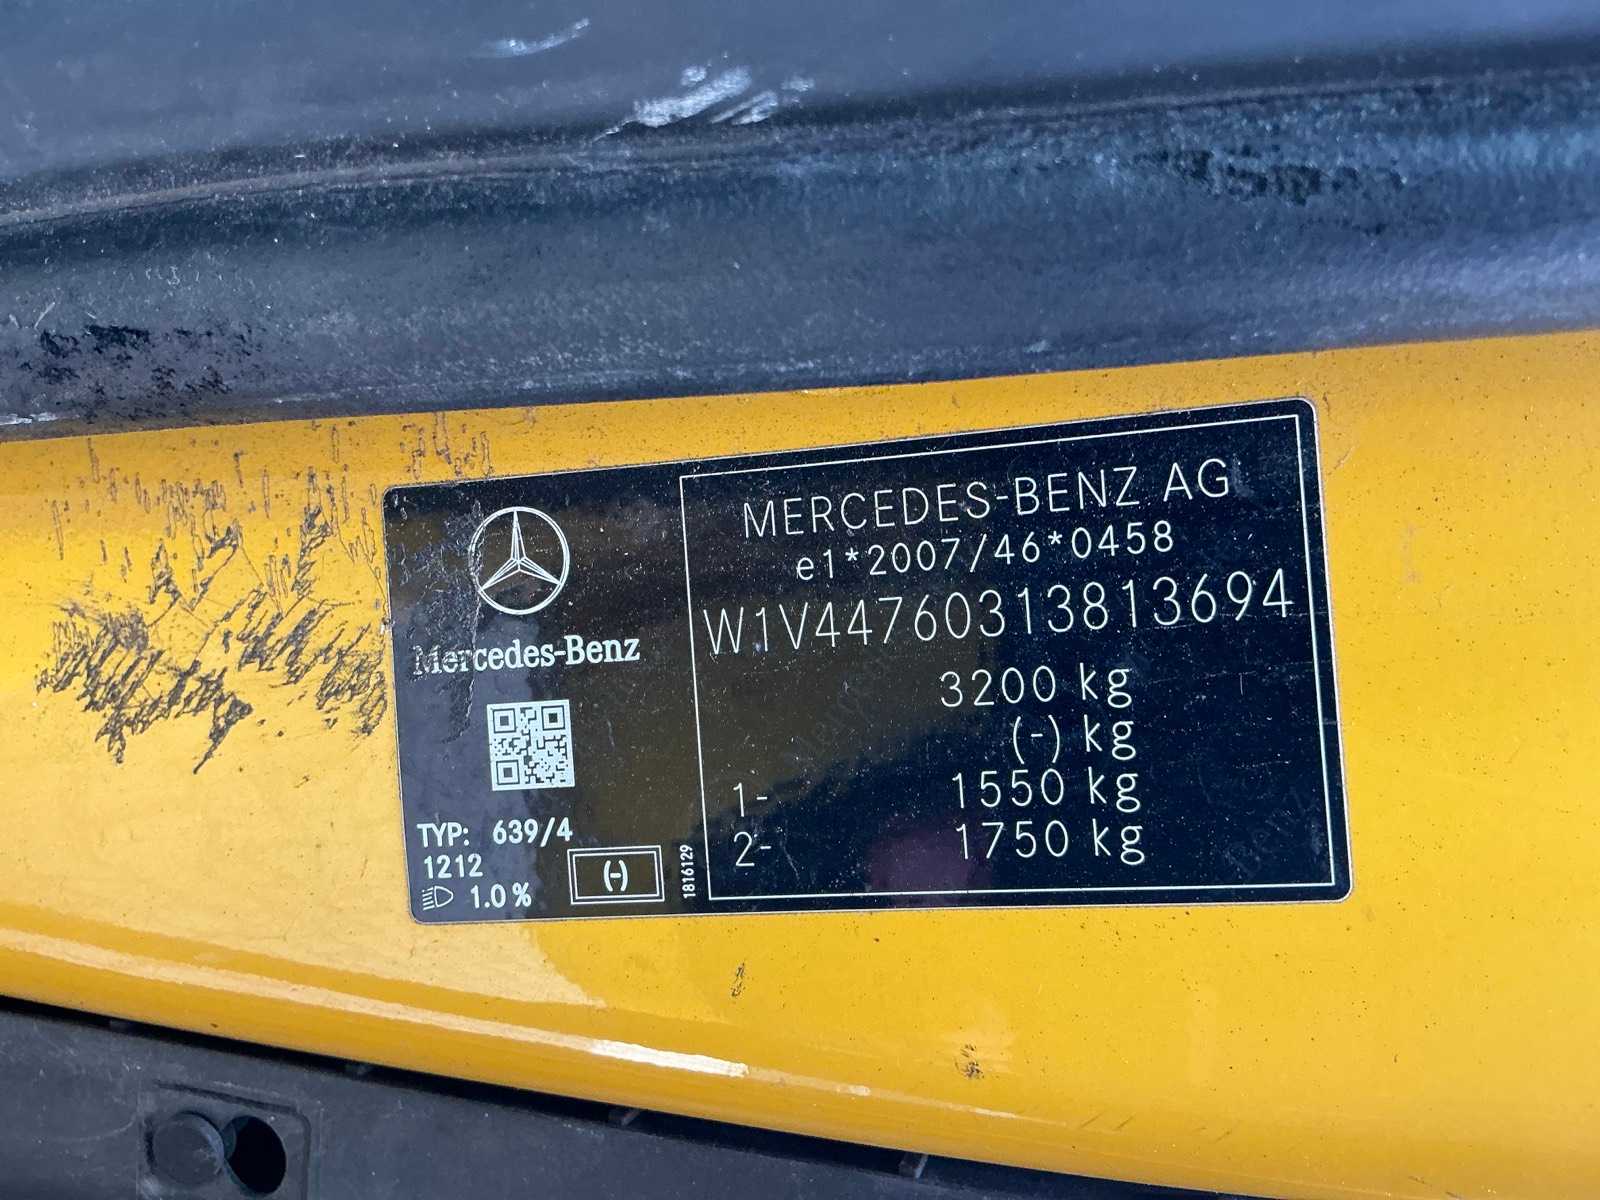 MERCEDES-BENZ AG
e1*2007/46*0458
W1V44760313813694
3200 kg
(-) kg
1- 1550 kg
2- 1750 kg
Mercedes-Benz
TYP: 639/4
1212
1.0 %
(-)
1816129